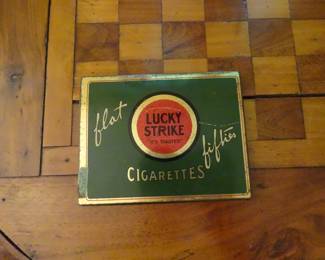 flat
LUCKY
STRIKE
"IT'S TOASTED"
CIGARETTES
fifties